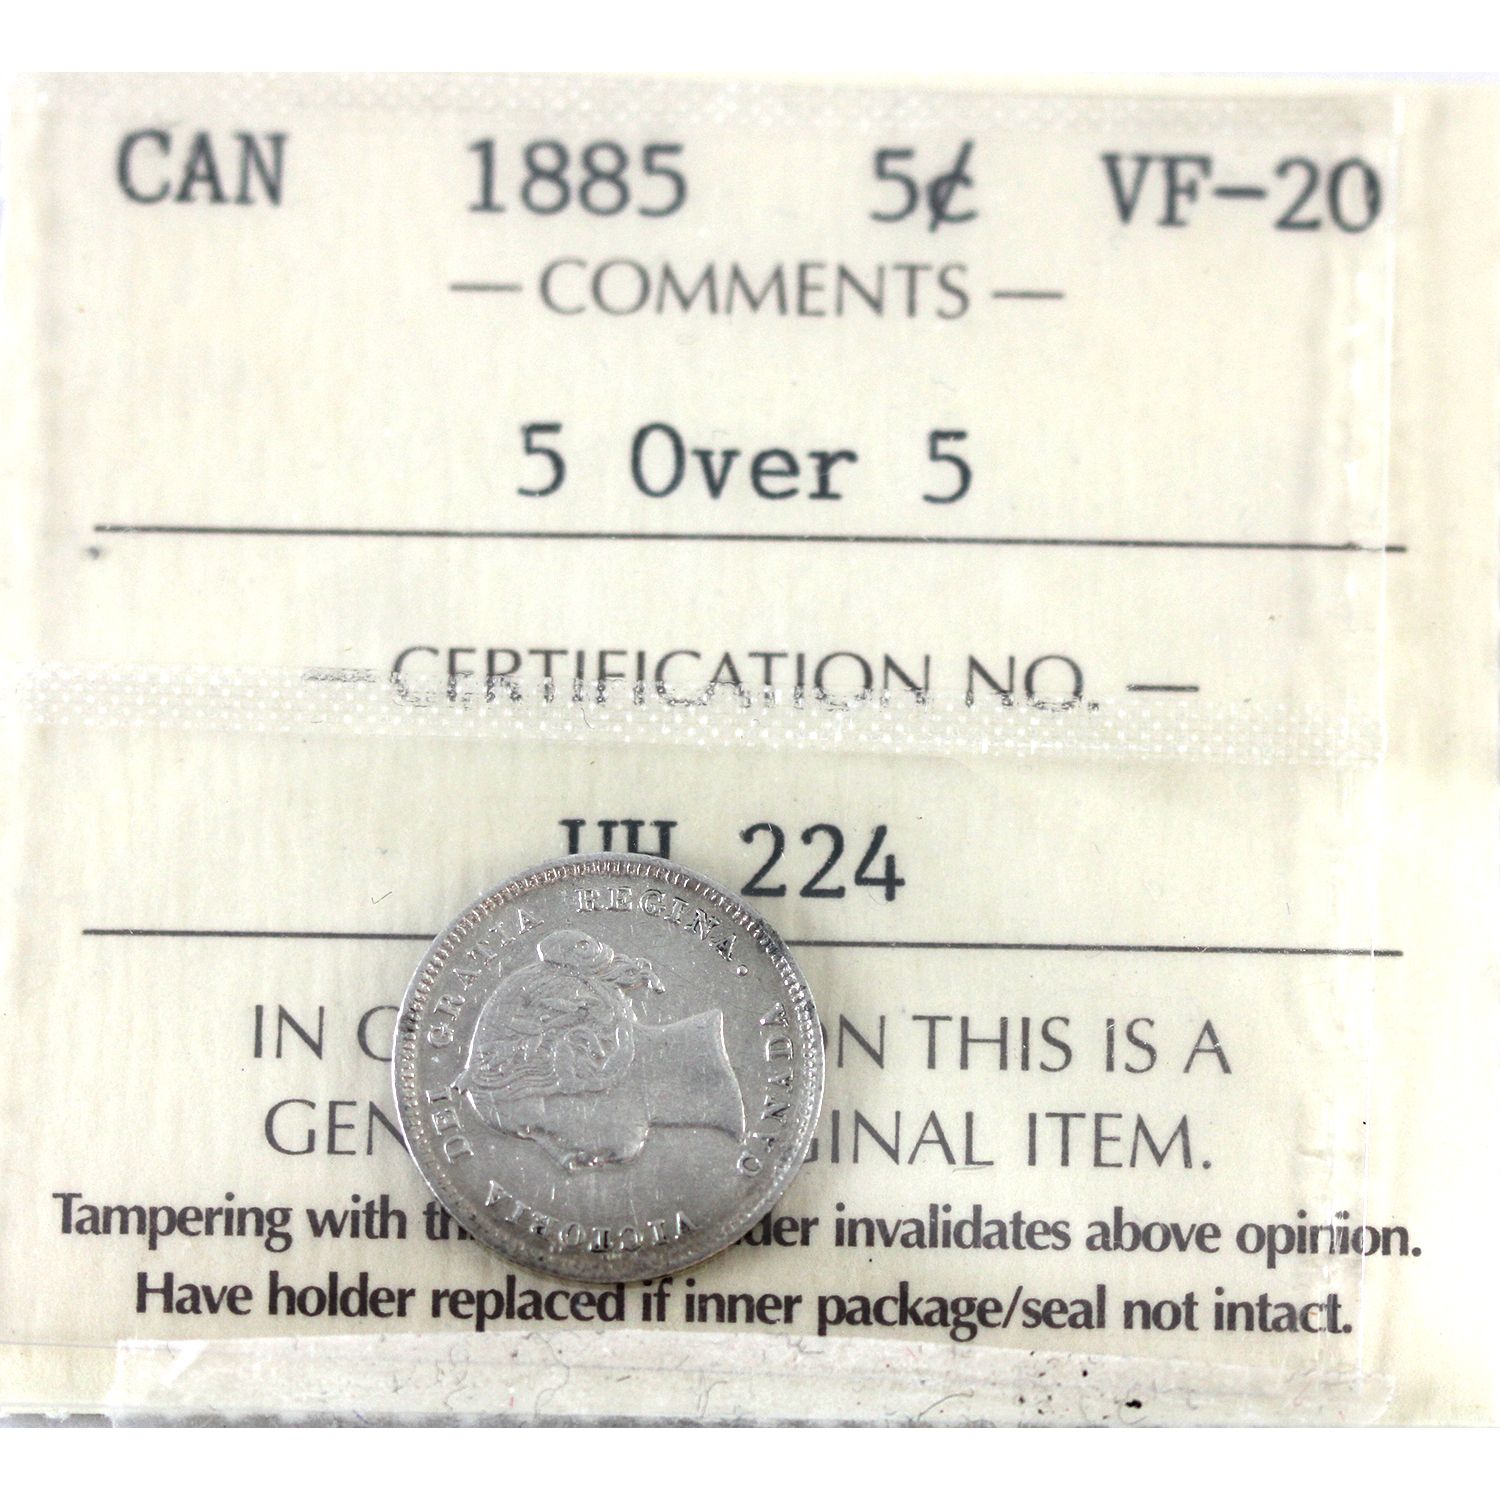 CAN 1885 5¢ VF-20
— COMMENTS —
5 Over 5
— CERTIFICATION NO. —
UH 224
IN O ON THIS IS A
GEN INAL ITEM.
Tampering with th der invalidates above opinion.
Have holder replaced if inner package/seal not intact.
VICTORIA DEI GRATIA REGINA.
CANADA